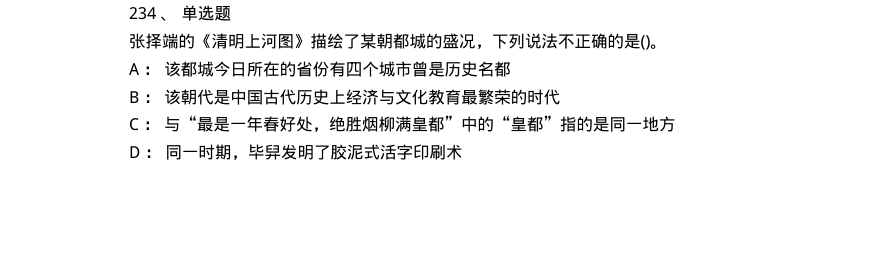 234 、 单选题
张择端的《清明上河图》描绘了某朝都城的盛况，下列说法不正确的是()。
A ： 该都城今日所在的省份有四个城市曾是历史名都
B ： 该朝代是中国古代历史上经济与文化教育最繁荣的时代
C ： 与“最是一年春好处，绝胜烟柳满皇都”中的“皇都”指的是同一地方
D ： 同一时期，毕昇发明了胶泥式活字印刷术